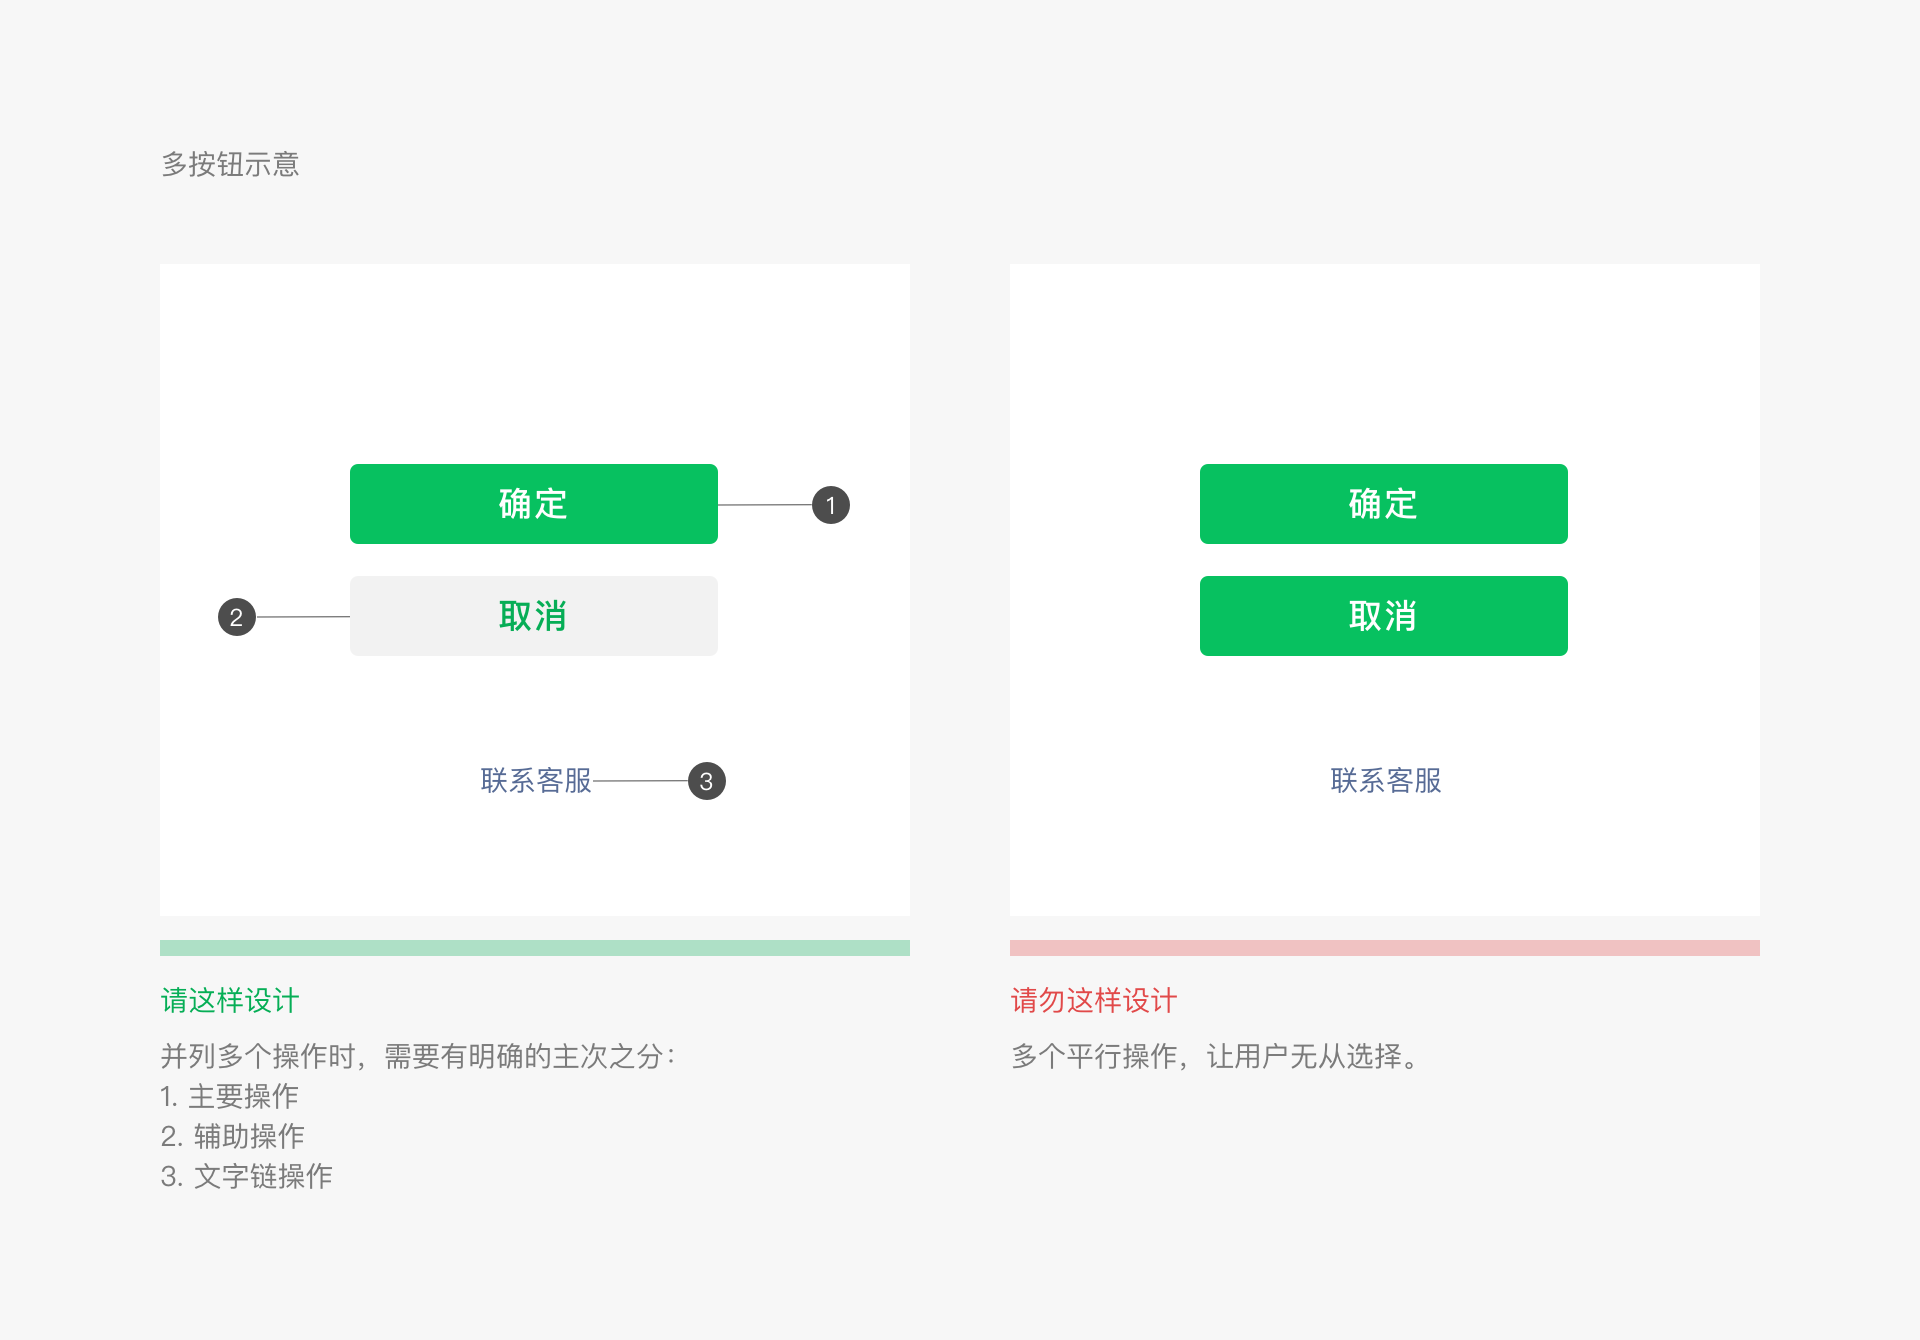 多按钮示意
确定
1
取消
2
联系客服
3
请这样设计
并列多个操作时，需要有明确的主次之分：
1. 主要操作
2. 辅助操作
3. 文字链操作
确定
取消
联系客服
请勿这样设计
多个平行操作，让用户无从选择。